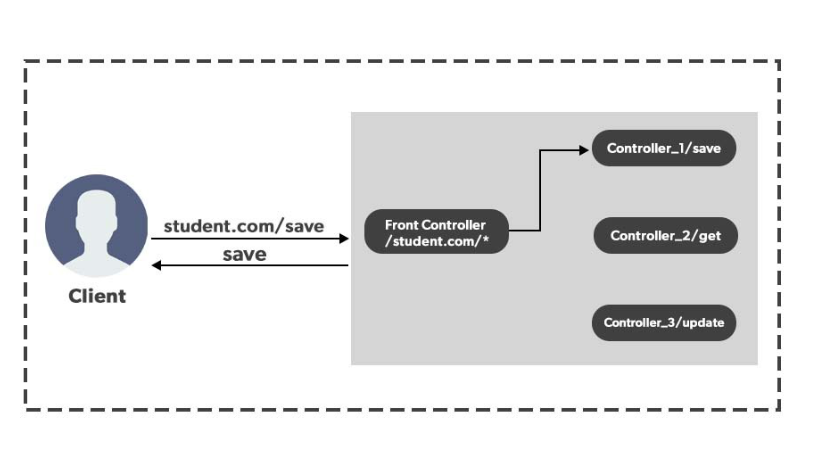 student.com/save
save
Client
Front Controller
/student.com/*
Controller_1/save
Controller_2/get
Controller_3/update